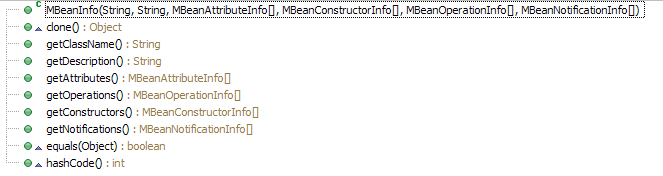 C MBeanInfo(String, String, MBeanAttributeInfo[], MBeanConstructorInfo[], MBeanOperationInfo[], MBeanNotificationInfo[])
clone() : Object
getClassName() : String
getDescription() : String
getAttributes() : MBeanAttributeInfo[]
getOperations() : MBeanOperationInfo[]
getConstructors() : MBeanConstructorInfo[]
getNotifications() : MBeanNotificationInfo[]
equals(Object) : boolean
hashCode() : int